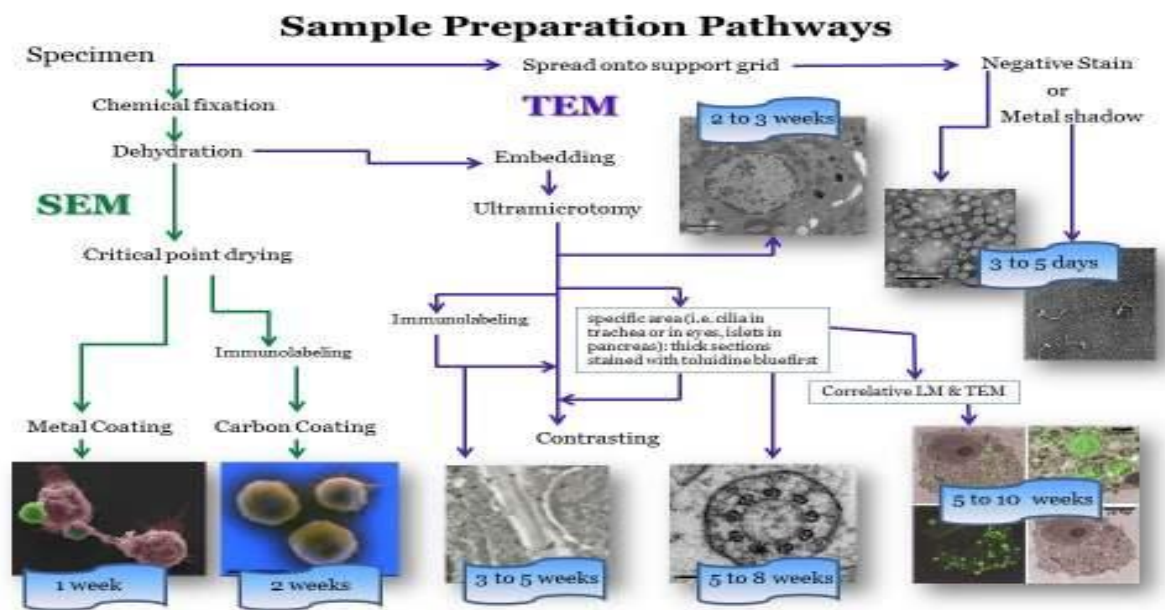 Sample Preparation Pathways
Specimen
Spread onto support grid
Negative Stain
or
Metal shadow
Chemical fixation
TEM
2 to 3 weeks
Dehydration
Embedding
SEM
Ultramicrotomy
Critical point drying
3 to 5 days
Immunolabeling
specific area (i.e. cilia in
trachea or in eyes, islets in
pancreas): thick sections
stained with toluidine blue first
Immunolabeling
Correlative LM & TEM
Metal Coating
Carbon Coating
Contrasting
5 to 10 weeks
1 week
2 weeks
3 to 5 weeks
5 to 8 weeks